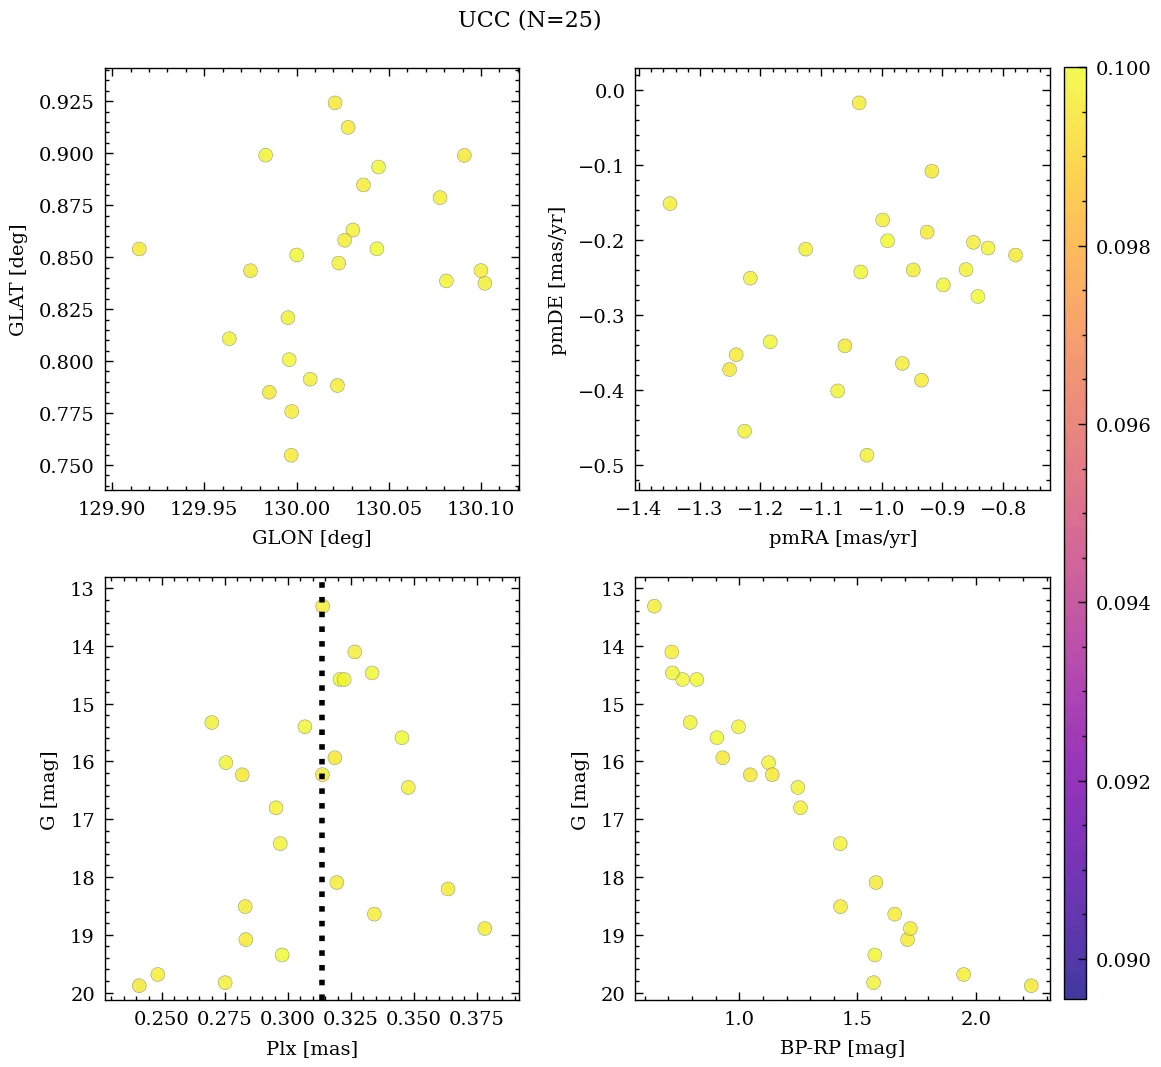 UCC (N=25)
0.925
0.900
0.875
0.850
0.825
0.800
0.775
0.750
GLAT [deg]
129.90 129.95 130.00 130.05 130.10
GLON [deg]
0.0
−0.1
−0.2
−0.3
−0.4
−0.5
pmDE [mas/yr]
−1.4 −1.3 −1.2 −1.1 −1.0 −0.9 −0.8
pmRA [mas/yr]
13
14
15
16
17
18
19
20
G [mag]
0.250 0.275 0.300 0.325 0.350 0.375
Plx [mas]
13
14
15
16
17
18
19
20
G [mag]
1.0 1.5 2.0
BP-RP [mag]
0.100
0.098
0.096
0.094
0.092
0.090